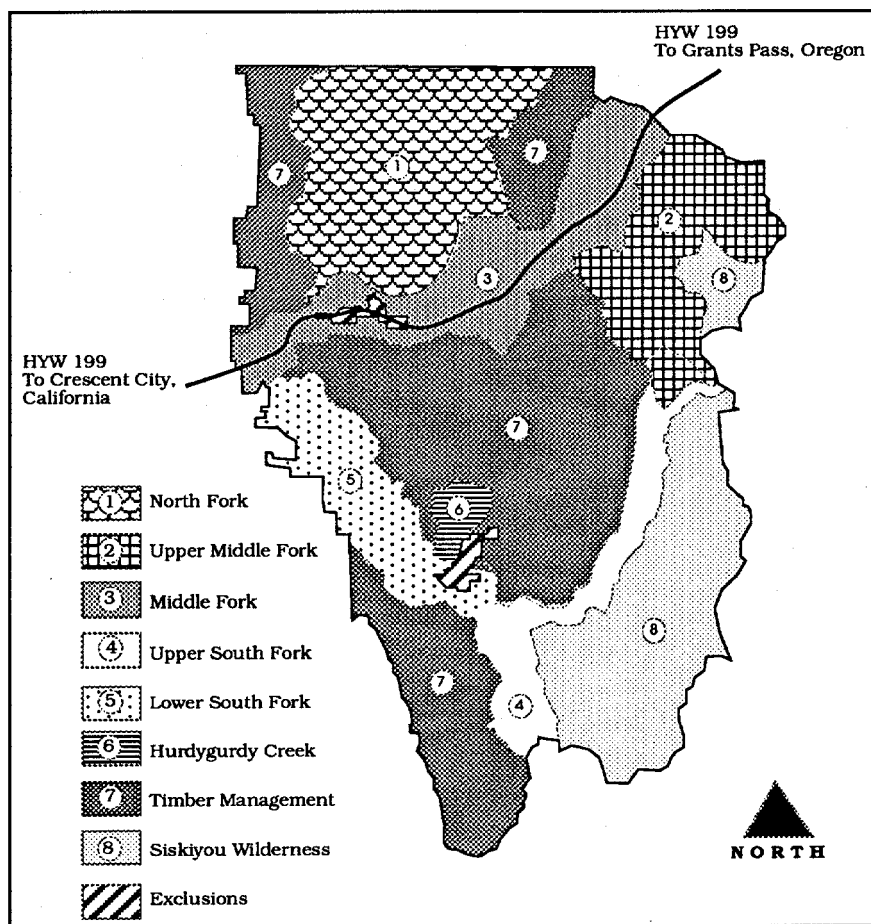 HYW 199
To Grants Pass, Oregon
1
7
7
2
3
8
HYW 199
To Crescent City,
California
7
5
6
8
7
4
1 North Fork
2 Upper Middle Fork
3 Middle Fork
4 Upper South Fork
5 Lower South Fork
6 Hurdygurdy Creek
7 Timber Management
8 Siskiyou Wilderness
Exclusions
NORTH